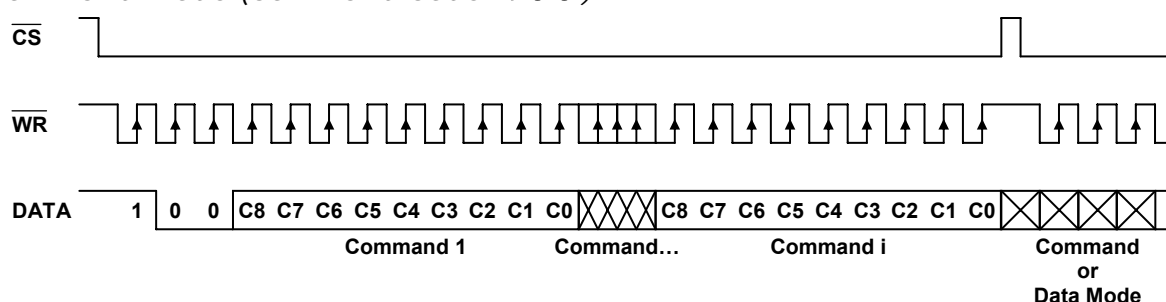 CS
WR
DATA 1 0 0 C8 C7 C6 C5 C4 C3 C2 C1 C0 C8 C7 C6 C5 C4 C3 C2 C1 C0
Command 1 Command… Command i Command
or
Data Mode